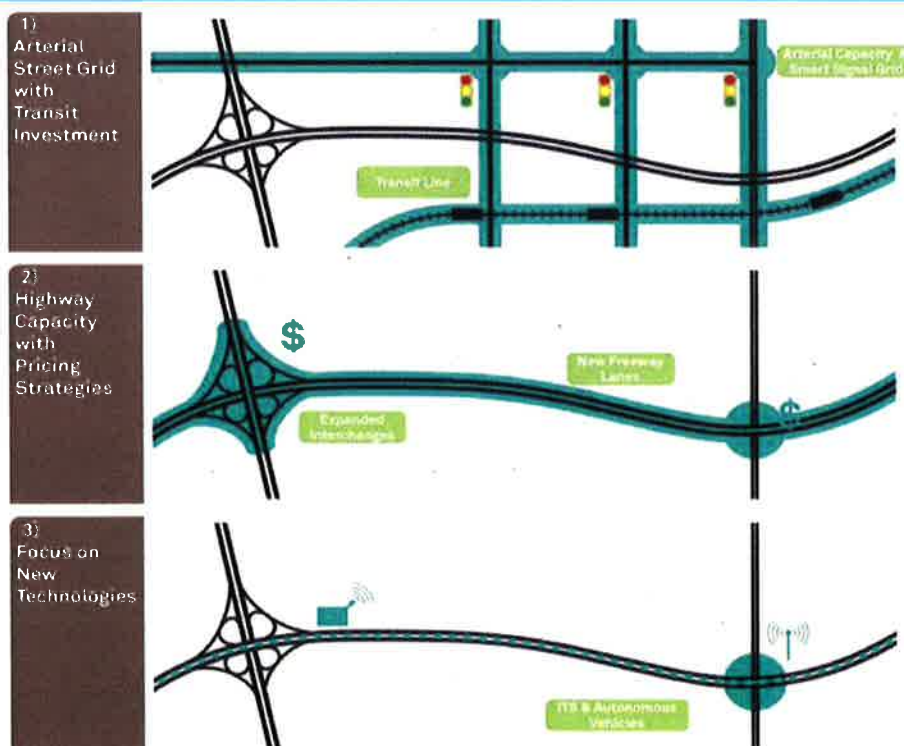 1)
Arterial
Street Grid
with
Transit
Investment
Arterial Capacity &
Smart Signal Grid
Transit Line
2)
Highway
Capacity
with
Pricing
Strategies
$
New Freeway
Lanes
Expanded
Interchanges
$
3)
Focus on
New
Technologies
ITS & Autonomous
Vehicles